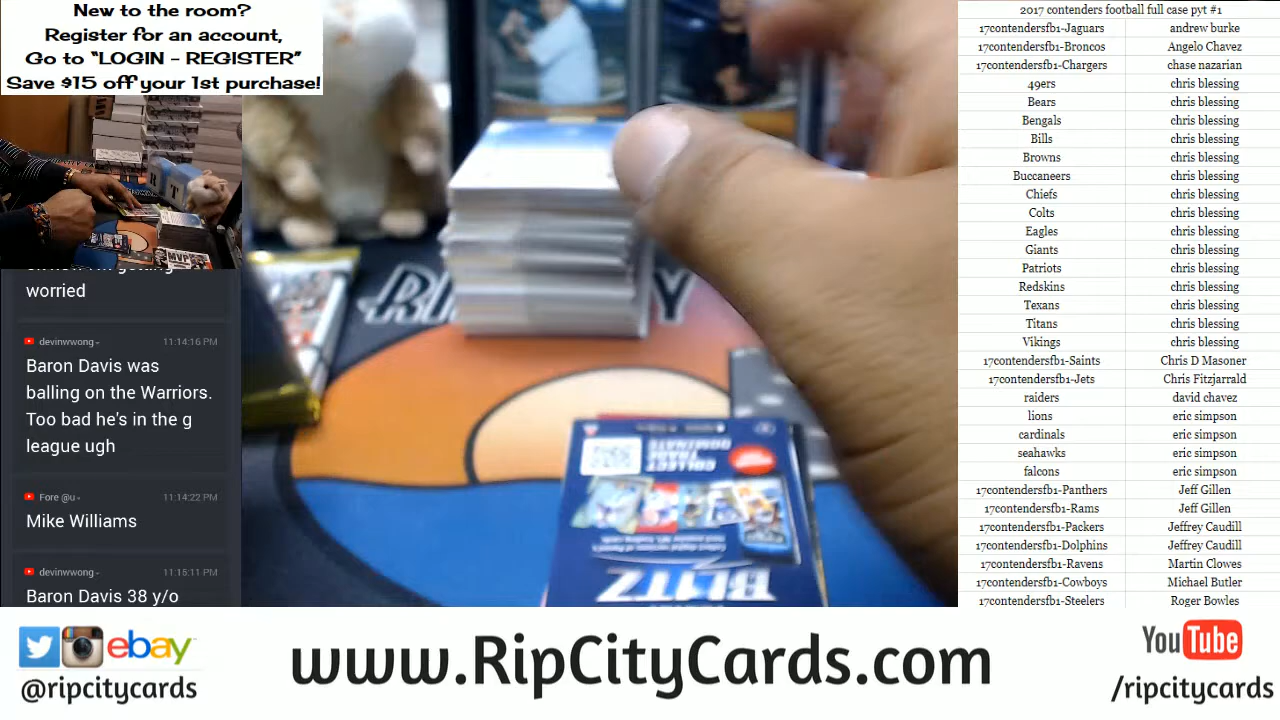 New to the room?
Register for an account,
Go to "LOGIN - REGISTER"
Save $15 off your 1st purchase!
worried
devinwwong
11:14:16 PM
Baron Davis was
balling on the Warriors.
Too bad he's in the g
league ugh
Fore @u
11:14:22 PM
Mike Williams
devinwwong
11:15:11 PM
Baron Davis 38 y/o
MVP
COLLECT
TRADE
DOMINATE
BLITZ
2017 contenders football full case pyt #1
17contendersfb1-Jaguars andrew burke
17contendersfb1-Broncos Angelo Chavez
17contendersfb1-Chargers chase nazarian
49ers chris blessing
Bears chris blessing
Bengals chris blessing
Bills chris blessing
Browns chris blessing
Buccaneers chris blessing
Chiefs chris blessing
Colts chris blessing
Eagles chris blessing
Giants chris blessing
Patriots chris blessing
Redskins chris blessing
Texans chris blessing
Titans chris blessing
Vikings chris blessing
17contendersfb1-Saints Chris D Masoner
17contendersfb1-Jets Chris Fitzjarrald
raiders david chavez
lions eric simpson
cardinals eric simpson
seahawks eric simpson
falcons eric simpson
17contendersfb1-Panthers Jeff Gillen
17contendersfb1-Rams Jeff Gillen
17contendersfb1-Packers Jeffrey Caudill
17contendersfb1-Dolphins Jeffrey Caudill
17contendersfb1-Ravens Martin Clowes
17contendersfb1-Cowboys Michael Butler
17contendersfb1-Steelers Roger Bowles
ebay
@ripcitycards
www.RipCityCards.com
YouTube
/ripcitycards